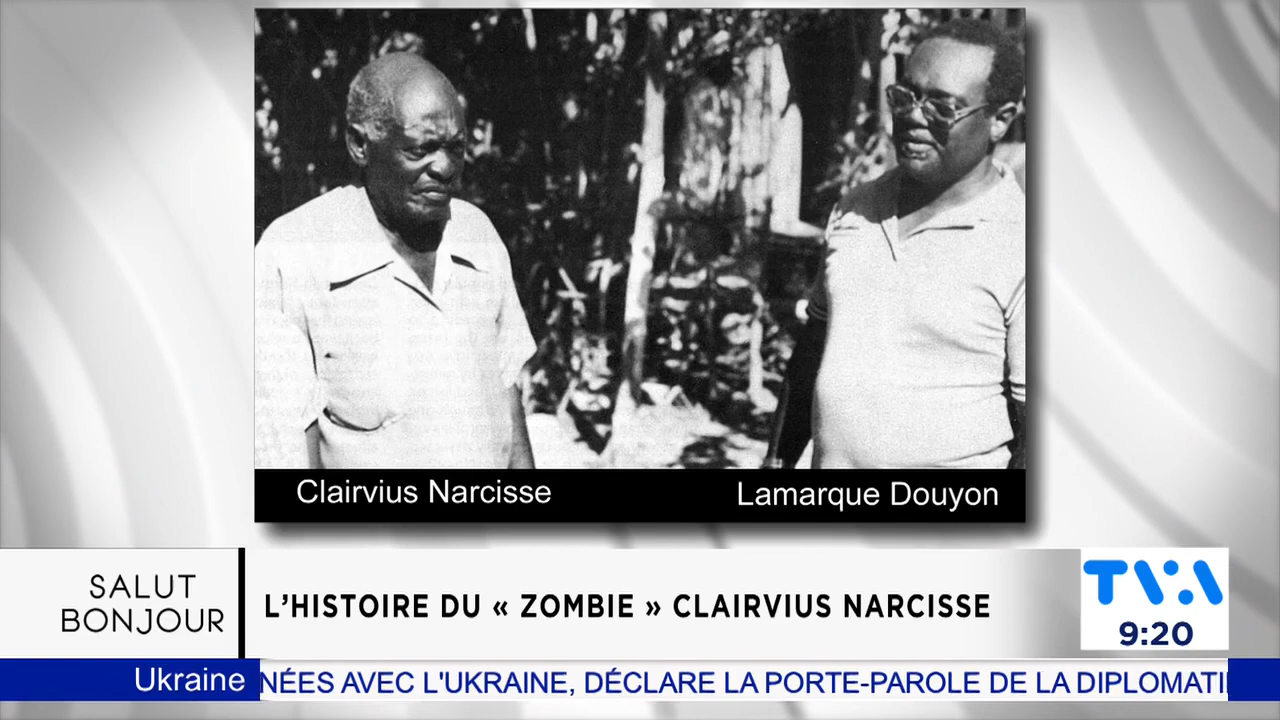 Clairvius Narcisse
Lamarque Douyon
SALUT
BONJOUR
L'HISTOIRE DU « ZOMBIE » CLAIRVIUS NARCISSE
TVA
9:20
Ukraine
NÉES AVEC L'UKRAINE, DÉCLARE LA PORTE-PAROLE DE LA DIPLOMATI